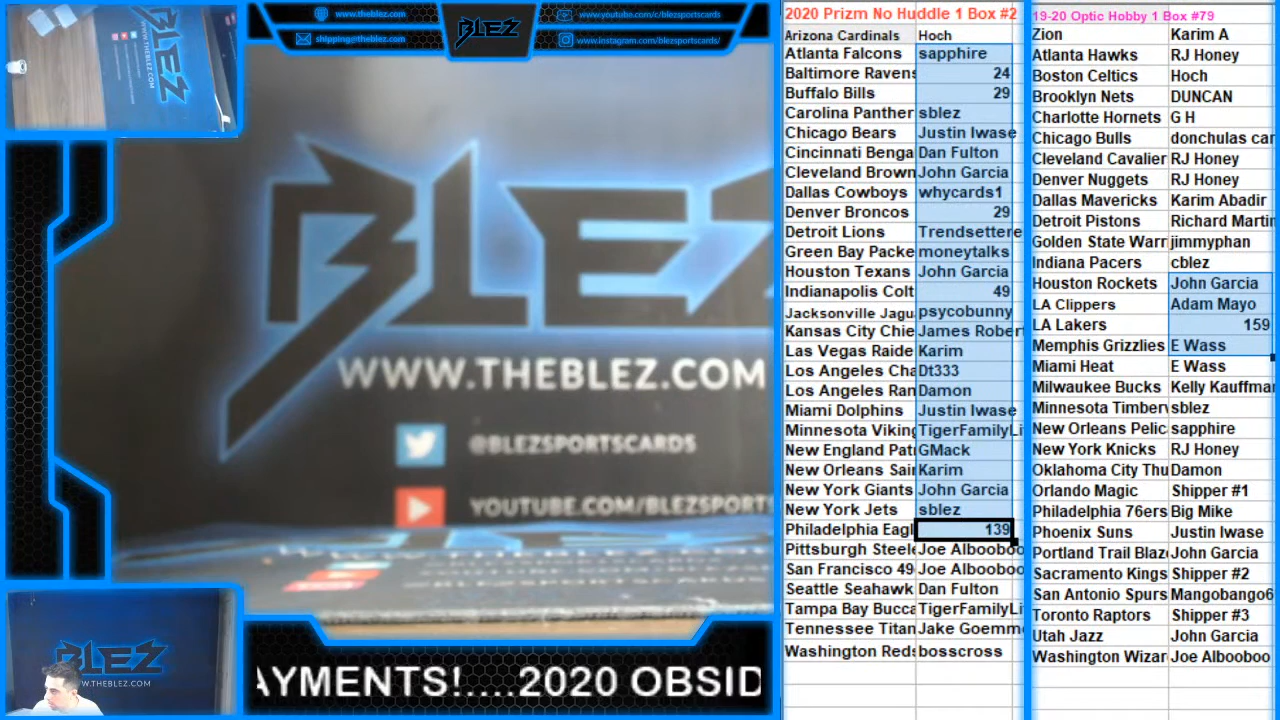 www.theblez.com
shipping@theblez.com
BLEZ
www.youtube.com/c/blezsportscards
www.instagram.com/blezsportscards/
BLEZ
WWW.THEBLEZ.COM
@BLEZSPORTSCARDS
YOUTUBE.COM/BLEZSPORT
BLEZ
WWW.THEBLEZ.COM
AYMENTS!....2020 OBSID
2020 Prizm No Huddle 1 Box #2
Arizona Cardinals Hoch
Atlanta Falcons sapphire
Baltimore Ravens 24
Buffalo Bills 29
Carolina Panther sblez
Chicago Bears Justin Iwase
Cincinnati Benga Dan Fulton
Cleveland Brown John Garcia
Dallas Cowboys whycards1
Denver Broncos 29
Detroit Lions Trendsettere
Green Bay Packe moneytalks
Houston Texans John Garcia
Indianapolis Colt 49
Jacksonville Jagu psycobunny
Kansas City Chie James Rober
Las Vegas Raide Karim
Los Angeles Cha Dt333
Los Angeles Ran Damon
Miami Dolphins Justin Iwase
Minnesota Viking TigerFamilyLi
New England Pat GMack
New Orleans Sai Karim
New York Giants John Garcia
New York Jets sblez
Philadelphia Eagl 139
Pittsburgh Steele Joe Alboobo
San Francisco 49 Joe Alboobo
Seattle Seahawk Dan Fulton
Tampa Bay Bucca TigerFamilyLi
Tennessee Titan Jake Goemm
Washington Reds bosscross
19-20 Optic Hobby 1 Box #79
Zion Karim A
Atlanta Hawks RJ Honey
Boston Celtics Hoch
Brooklyn Nets DUNCAN
Charlotte Hornets G H
Chicago Bulls donchulas car
Cleveland Cavalier RJ Honey
Denver Nuggets RJ Honey
Dallas Mavericks Karim Abadir
Detroit Pistons Richard Martin
Golden State Warr jimmyphan
Indiana Pacers cblez
Houston Rockets John Garcia
LA Clippers Adam Mayo
LA Lakers 159
Memphis Grizzlies E Wass
Miami Heat E Wass
Milwaukee Bucks Kelly Kauffma
Minnesota Timberv sblez
New Orleans Pelic sapphire
New York Knicks RJ Honey
Oklahoma City Thu Damon
Orlando Magic Shipper #1
Philadelphia 76ers Big Mike
Phoenix Suns Justin Iwase
Portland Trail Blaz John Garcia
Sacramento Kings Shipper #2
San Antonio Spurs Mangobango6
Toronto Raptors Shipper #3
Utah Jazz John Garcia
Washington Wizar Joe Albooboo